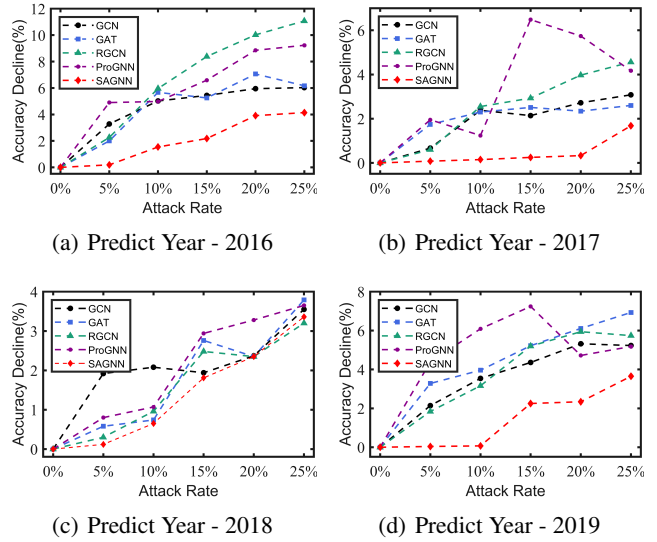 12
10
8
6
4
2
0
Accuracy Decline(%)
GCN
GAT
RGCN
ProGNN
SAGNN
0% 5% 10% 15% 20% 25%
Attack Rate
(a) Predict Year - 2016
7
6
4
2
0
Accuracy Decline(%)
GCN
GAT
RGCN
ProGNN
SAGNN
0% 5% 10% 15% 20% 25%
Attack Rate
(b) Predict Year - 2017
4
3
2
1
0
Accuracy Decline(%)
GCN
GAT
RGCN
ProGNN
SAGNN
0% 5% 10% 15% 20% 25%
Attack Rate
(c) Predict Year - 2018
8
6
4
2
0
Accuracy Decline(%)
GCN
GAT
RGCN
ProGNN
SAGNN
0% 5% 10% 15% 20% 25%
Attack Rate
(d) Predict Year - 2019